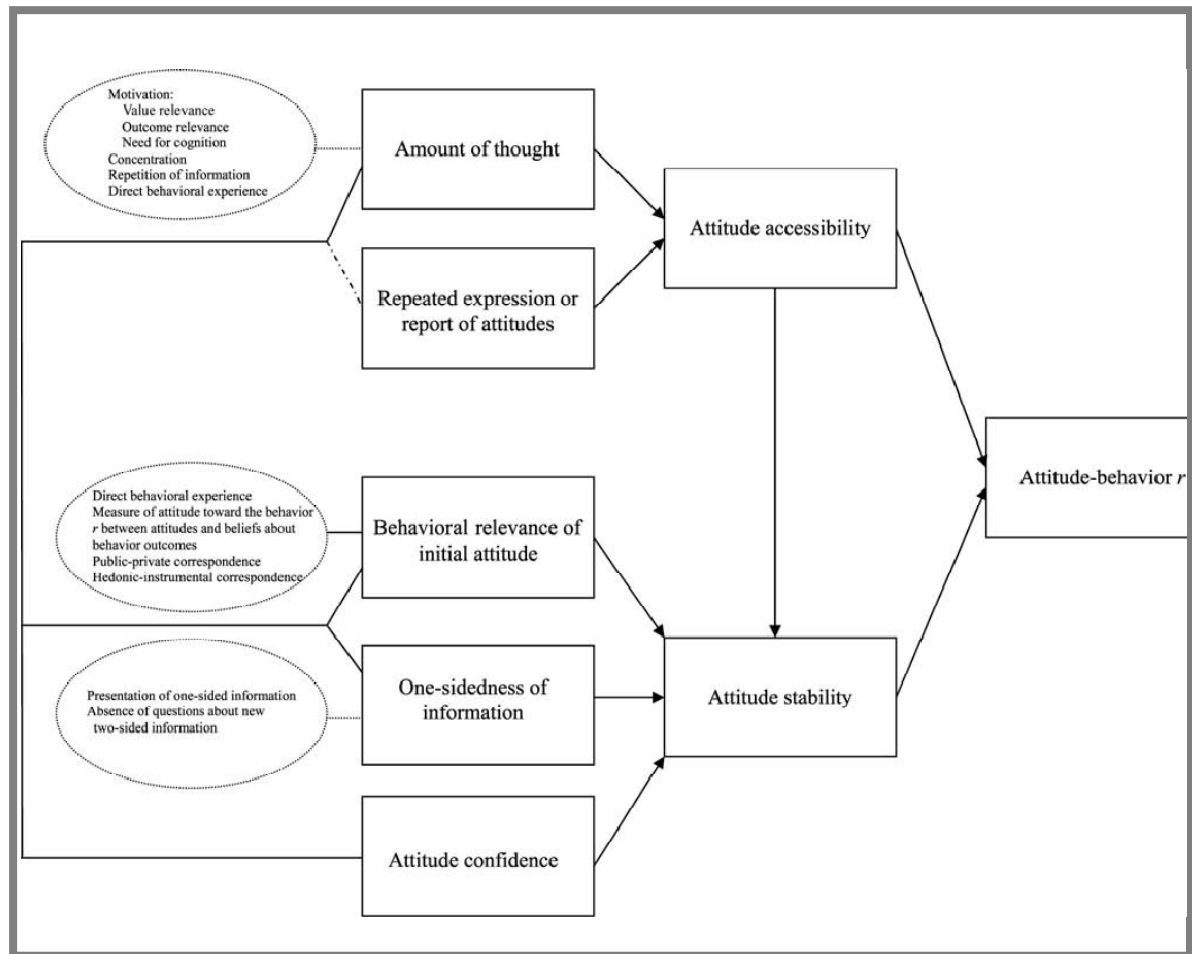 Motivation:
Value relevance
Outcome relevance
Need for cognition
Concentration
Repetition of information
Direct behavioral experience
Amount of thought
Repeated expression or
report of attitudes
Attitude accessibility
Attitude-behavior r
Direct behavioral experience
Measure of attitude toward the behavior
r between attitudes and beliefs about
behavior outcomes
Public-private correspondence
Hedonic-instrumental correspondence
Behavioral relevance of
initial attitude
Presentation of one-sided information
Absence of questions about new
two-sided information
One-sidedness of
information
Attitude stability
Attitude confidence